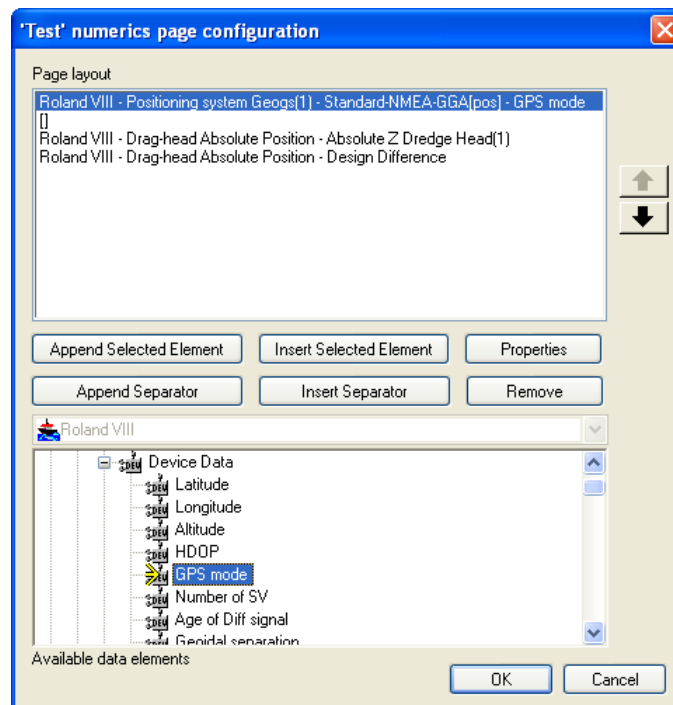 'Test' numerics page configuration
Page layout
Roland VIII - Positioning system Geogs(1) - Standard-NMEA-GGA[pos] - GPS mode
[]
Roland VIII - Drag-head Absolute Position - Absolute Z Dredge Head(1)
Roland VIII - Drag-head Absolute Position - Design Difference
Append Selected Element Insert Selected Element Properties
Append Separator Insert Separator Remove
Roland VIII
Device Data
Latitude
Longitude
Altitude
HDOP
GPS mode
Number of SV
Age of Diff signal
Geoidal separation
Available data elements
OK Cancel